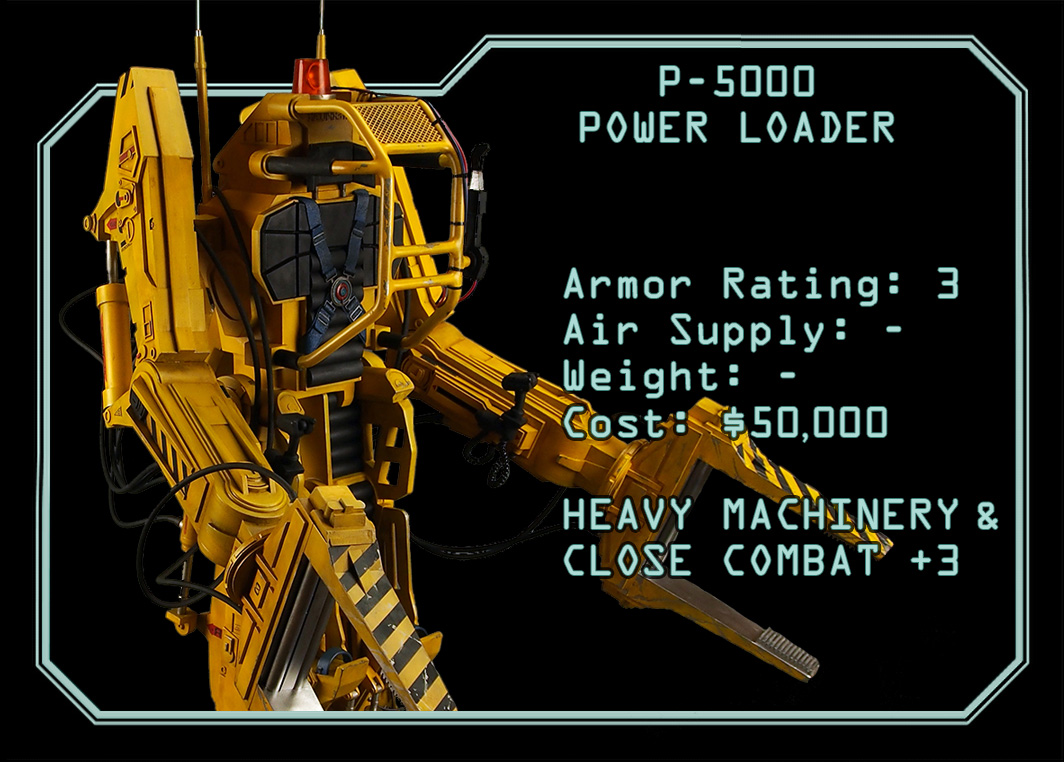 P-5000
POWER LOADER
Armor Rating: 3
Air Supply: -
Weight: -
Cost: $50,000
HEAVY MACHINERY &
CLOSE COMBAT +3